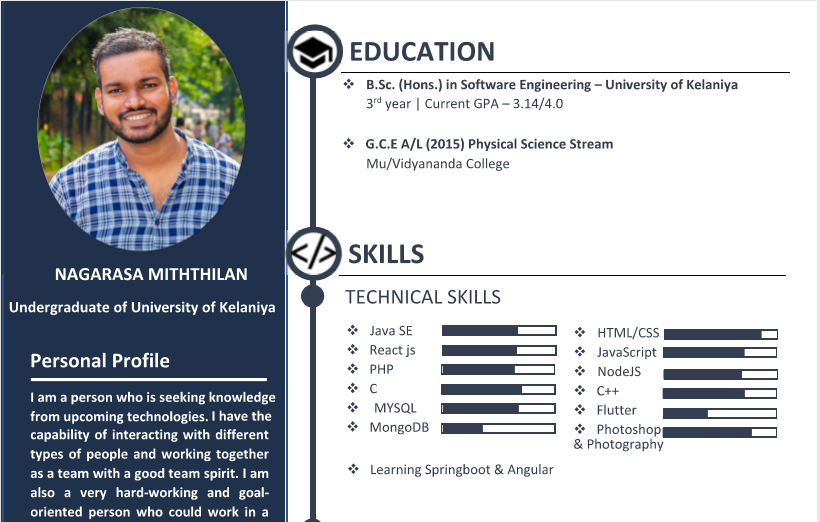 NAGARASA MITHTHILAN
Undergraduate of University of Kelaniya
Personal Profile
I am a person who is seeking knowledge
from upcoming technologies. I have the
capability of interacting with different
types of people and working together
as a team with a good team spirit. I am
also a very hard-working and goal-
oriented person who could work in a
EDUCATION
❖ B.Sc. (Hons.) in Software Engineering – University of Kelaniya
3rd year | Current GPA – 3.14/4.0
❖ G.C.E A/L (2015) Physical Science Stream
Mu/Vidyananda College
</>
SKILLS
TECHNICAL SKILLS
❖ Java SE
❖ React js
❖ PHP
❖ C
❖ MYSQL
❖ MongoDB
❖ HTML/CSS
❖ JavaScript
❖ NodeJS
❖ C++
❖ Flutter
❖ Photoshop
& Photography
❖ Learning Springboot & Angular